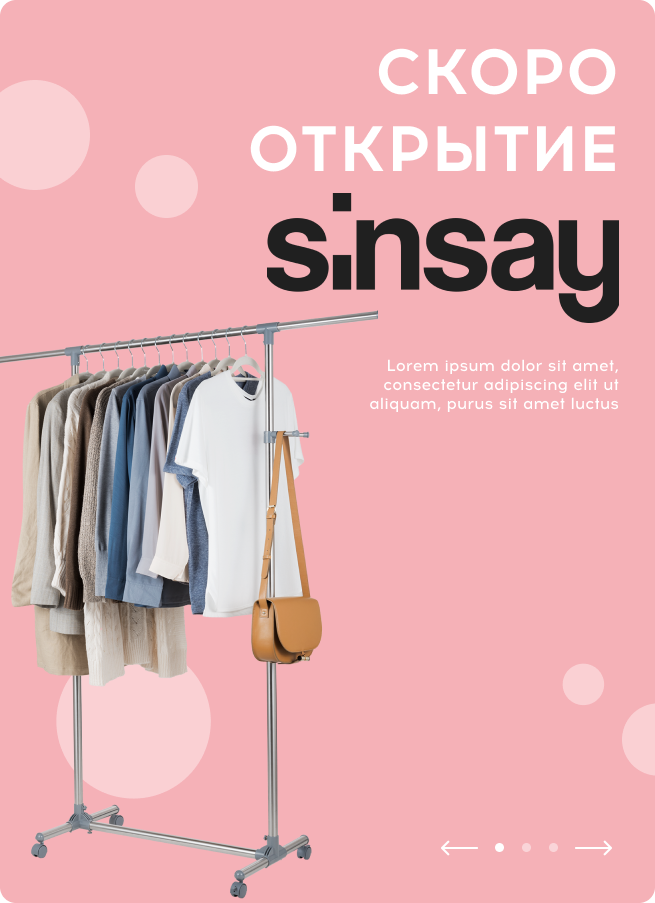 СКОРО
ОТКРЫТИЕ
sinsay
Lorem ipsum dolor sit amet,
consectetur adipiscing elit ut
aliquam, purus sit amet luctus